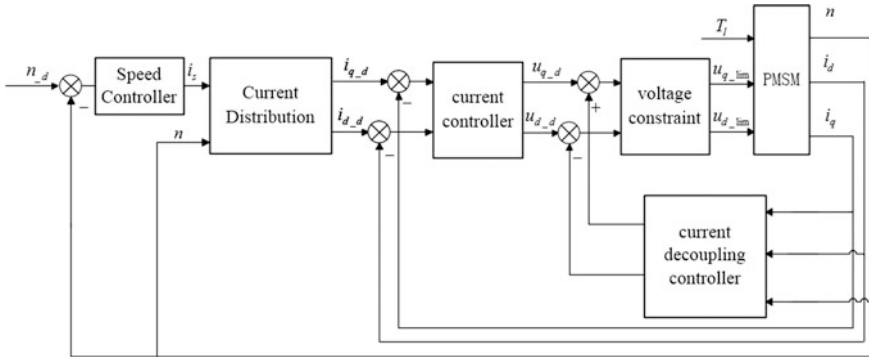 n_d
−
Speed
Controller
i_s
n
Current
Distribution
i_q_d
i_d_d
−
−
current
controller
u_q_d
u_d_d
+
−
voltage
constraint
u_q_lim
u_d_lim
T_l
PMSM
n
i_d
i_q
current
decoupling
controller